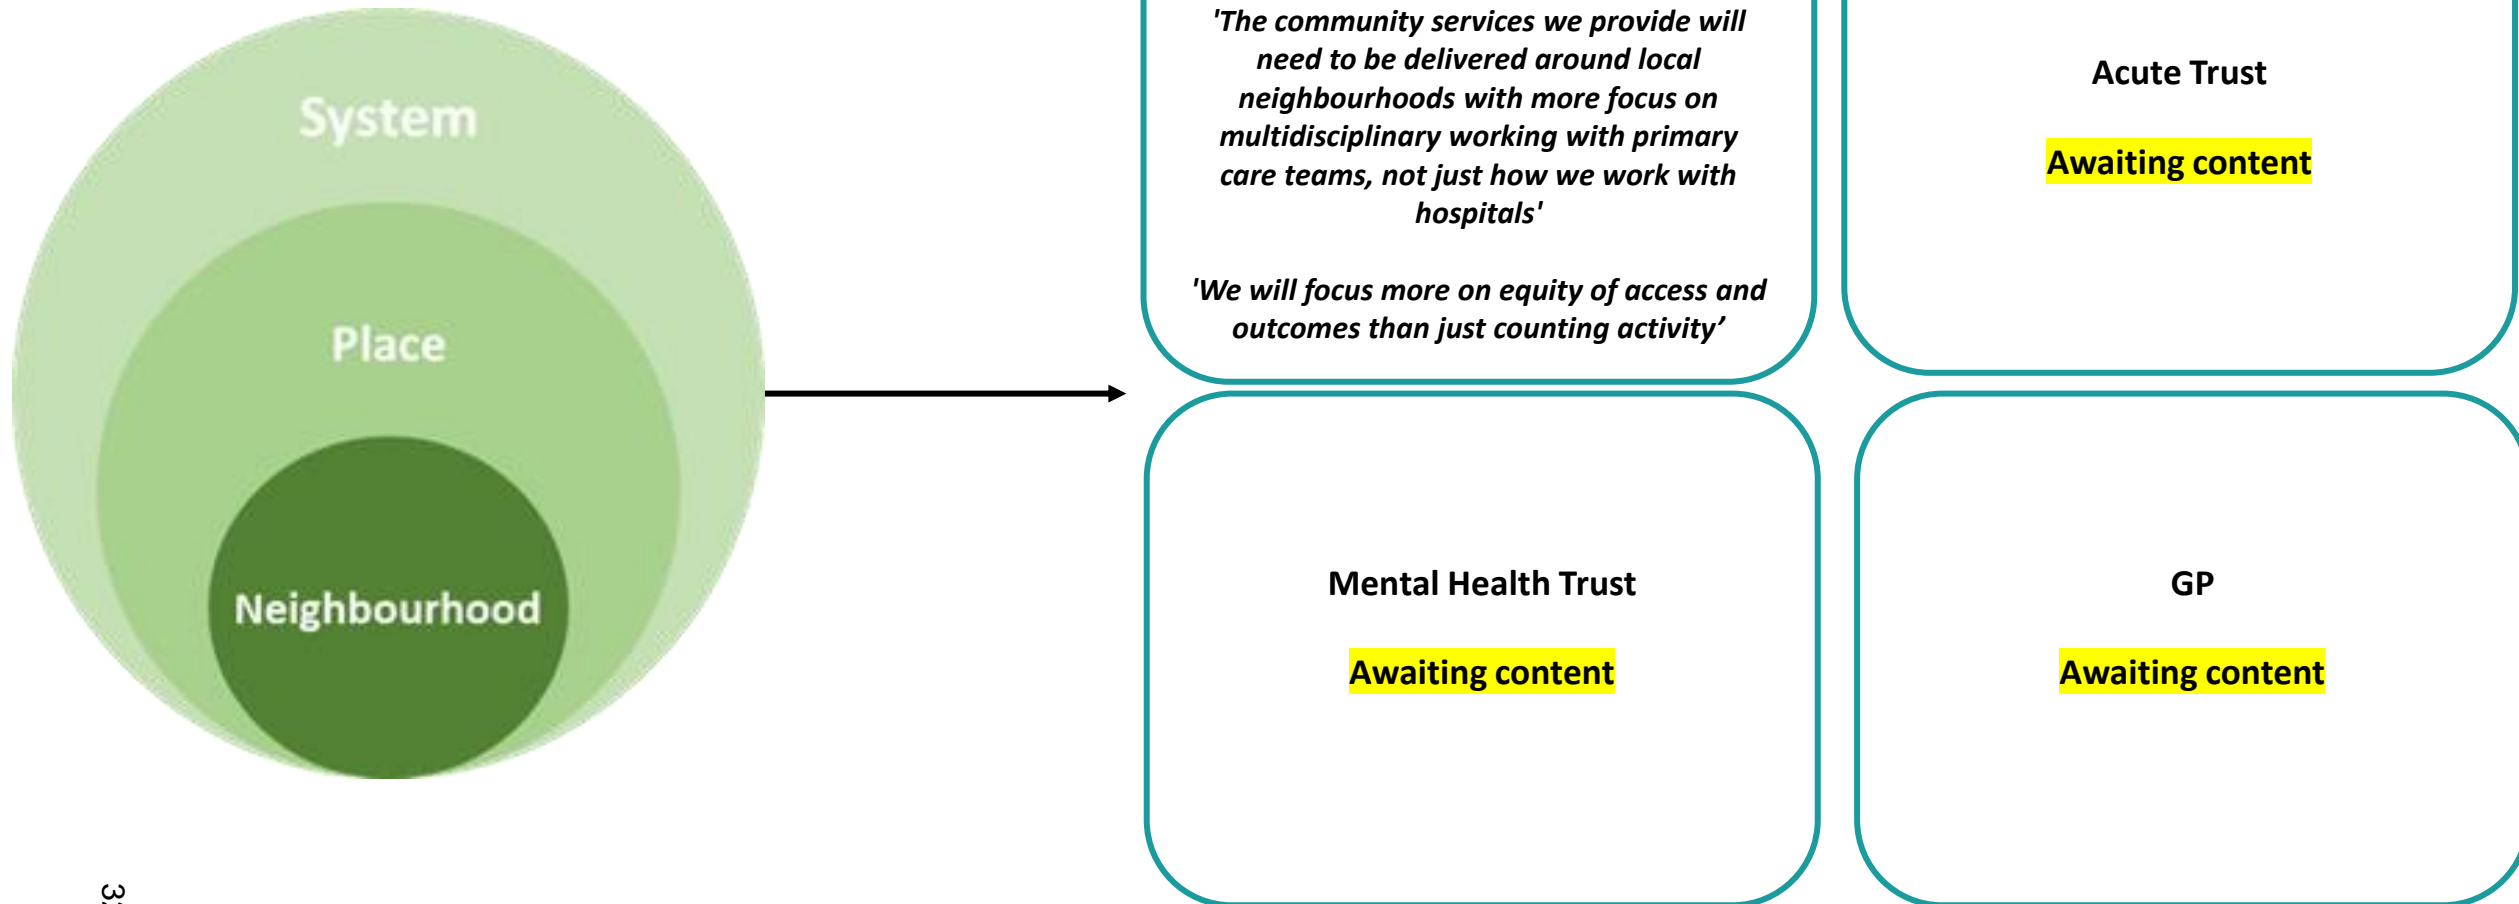 System
Place
Neighbourhood
'The community services we provide will
need to be delivered around local
neighbourhoods with more focus on
multidisciplinary working with primary
care teams, not just how we work with
hospitals'
'We will focus more on equity of access and
outcomes than just counting activity’
Acute Trust
Awaiting content
Mental Health Trust
Awaiting content
GP
Awaiting content